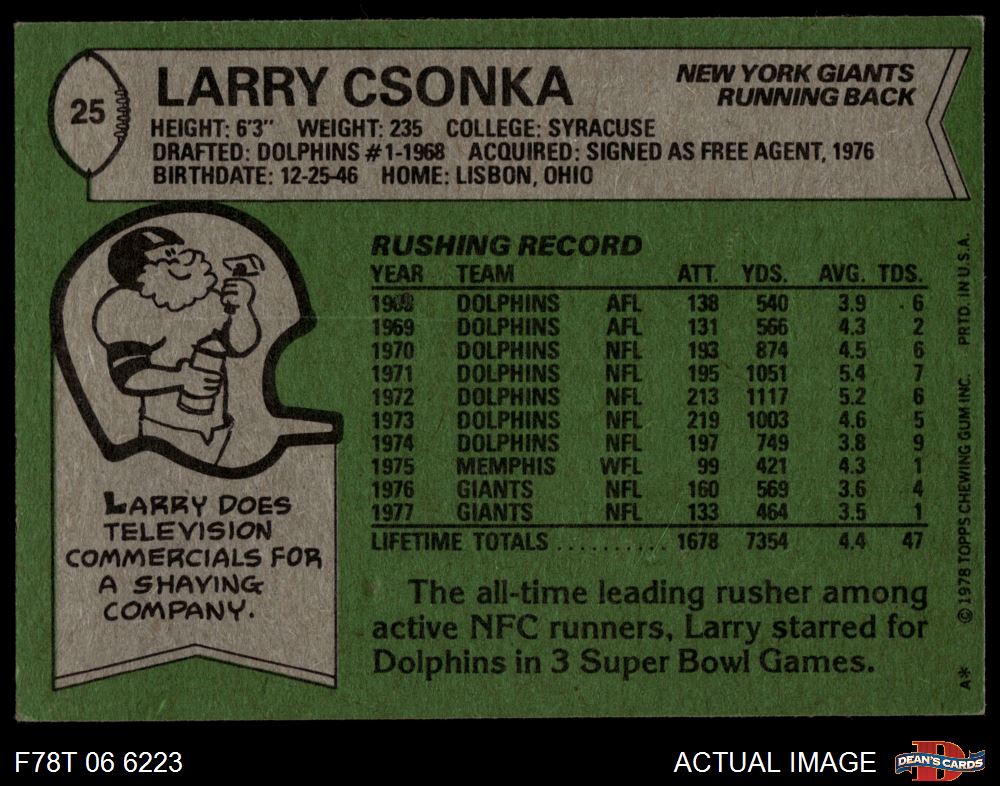 25
LARRY CSONKA
NEW YORK GIANTS
RUNNING BACK
HEIGHT: 6'3" WEIGHT: 235 COLLEGE: SYRACUSE
DRAFTED: DOLPHINS #1-1968 ACQUIRED: SIGNED AS FREE AGENT, 1976
BIRTHDATE: 12-25-46 HOME: LISBON, OHIO
RUSHING RECORD
YEAR TEAM ATT. YDS. AVG. TDS.
1968 DOLPHINS AFL 138 540 3.9 6
1969 DOLPHINS AFL 131 566 4.3 2
1970 DOLPHINS NFL 193 874 4.5 6
1971 DOLPHINS NFL 195 1051 5.4 7
1972 DOLPHINS NFL 213 1117 5.2 6
1973 DOLPHINS NFL 219 1003 4.6 5
1974 DOLPHINS NFL 197 749 3.8 9
1975 MEMPHIS WFL 99 421 4.3 1
1976 GIANTS NFL 160 569 3.6 4
1977 GIANTS NFL 133 464 3.5 1
LIFETIME TOTALS .......... 1678 7354 4.4 47
The all-time leading rusher among
active NFC runners, Larry starred for
Dolphins in 3 Super Bowl Games.
LARRY DOES
TELEVISION
COMMERCIALS FOR
A SHAVING
COMPANY.
A* © 1978 TOPPS CHEWING GUM INC. PRTD. IN U.S.A.
F78T 06 6223
ACTUAL IMAGE
D
DEAN'S CARDS